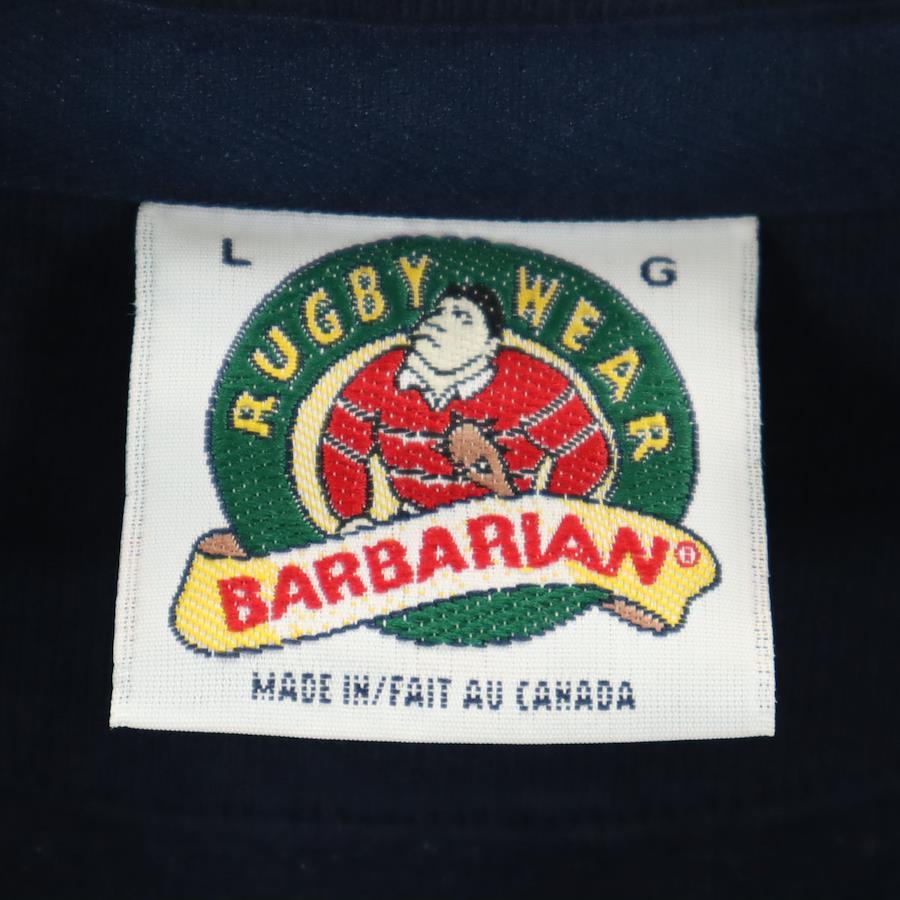 L G
RUGBY WEAR
BARBARIAN®
MADE IN/FAIT AU CANADA